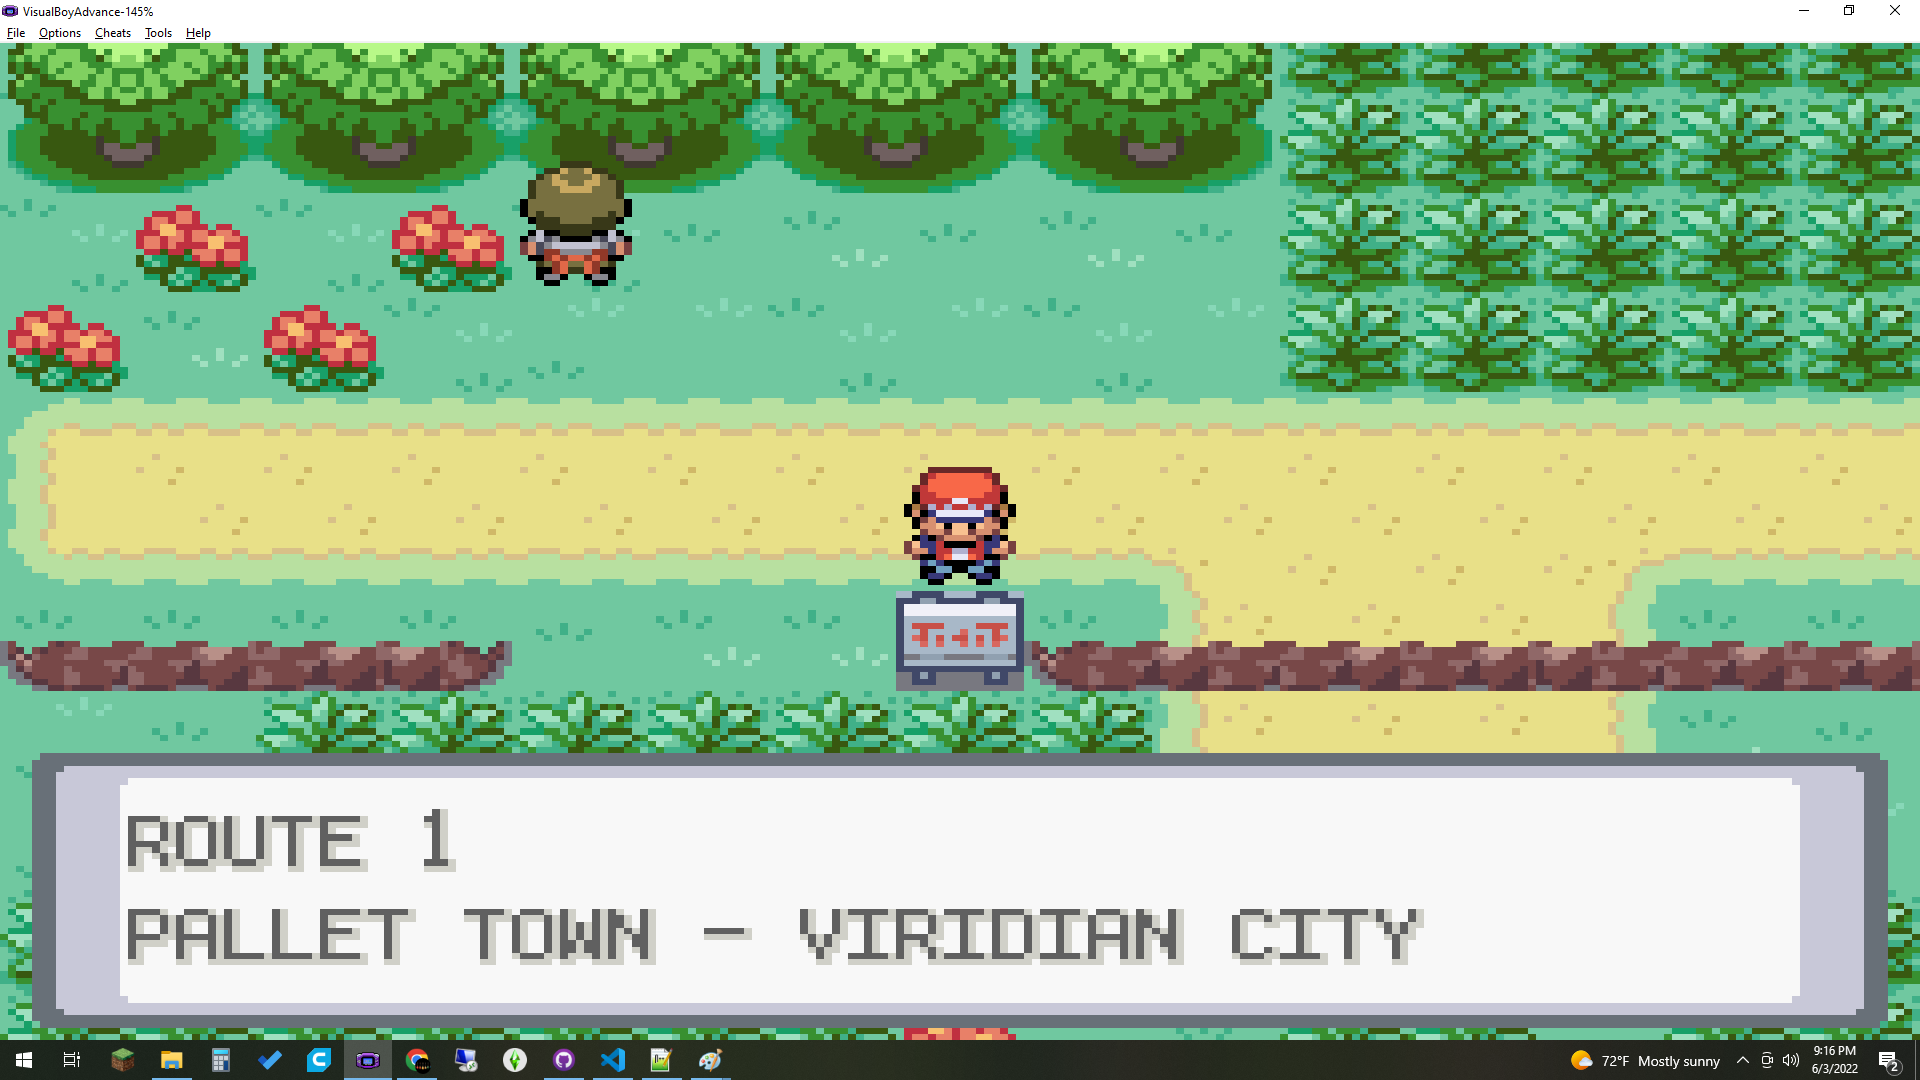 VisualBoyAdvance-145%
File Options Cheats Tools Help
ROUTE 1
PALLET TOWN - VIRIDIAN CITY
72°F Mostly sunny
9:16 PM
6/3/2022
2